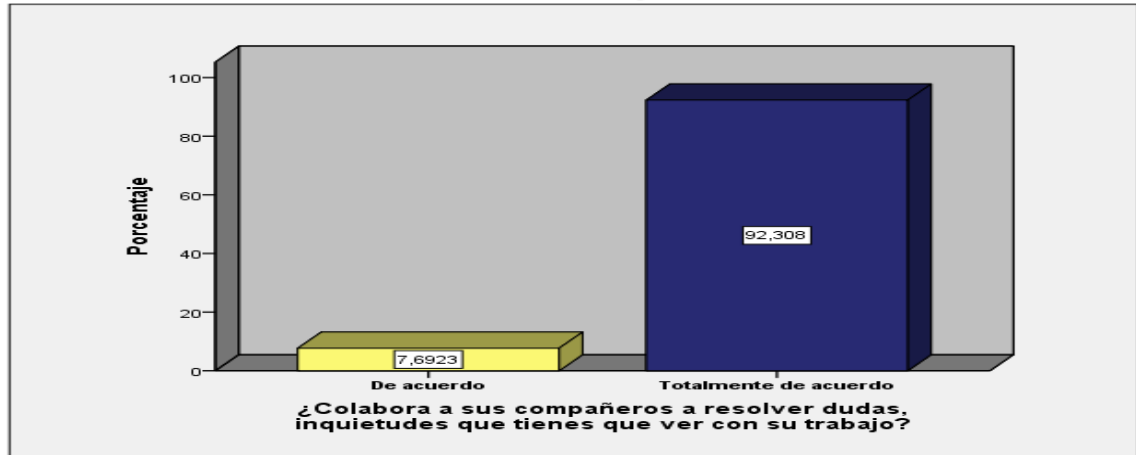 Porcentaje
100
80
60
40
20
0
7,6923
92,308
De acuerdo
Totalmente de acuerdo
¿Colabora a sus compañeros a resolver dudas,
inquietudes que tienes que ver con su trabajo?